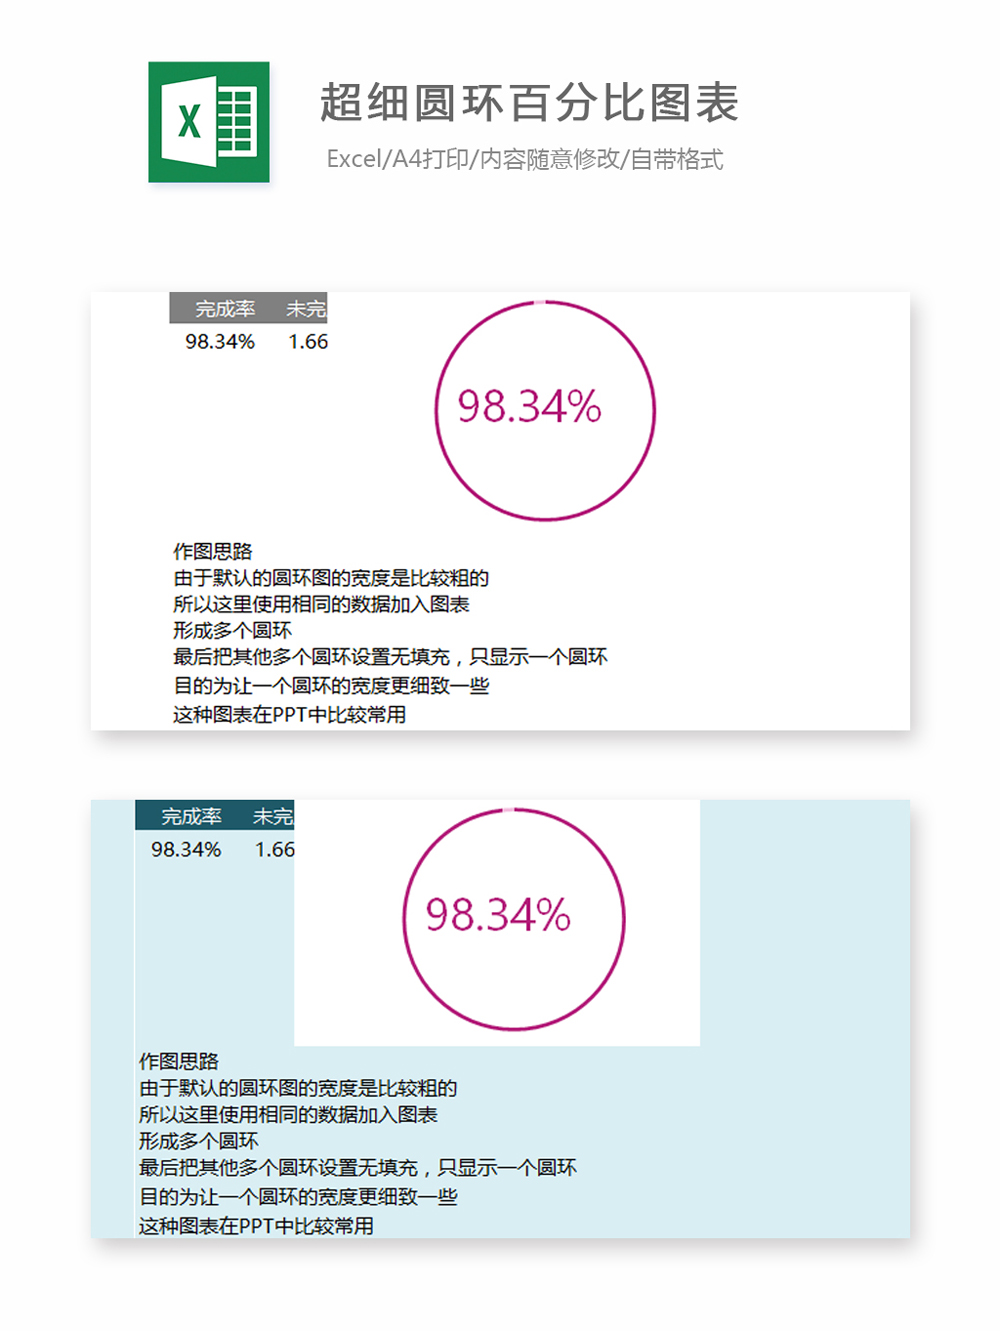 X
超细圆环百分比图表
Excel/A4打印/内容随意修改/自带格式
完成率 未完
98.34% 1.66
98.34%
作图思路
由于默认的圆环图的宽度是比较粗的
所以这里使用相同的数据加入图表
形成多个圆环
最后把其他多个圆环设置无填充，只显示一个圆环
目的为让一个圆环的宽度更细致一些
这种图表在PPT中比较常用
完成率 未完
98.34% 1.66
98.34%
作图思路
由于默认的圆环图的宽度是比较粗的
所以这里使用相同的数据加入图表
形成多个圆环
最后把其他多个圆环设置无填充，只显示一个圆环
目的为让一个圆环的宽度更细致一些
这种图表在PPT中比较常用